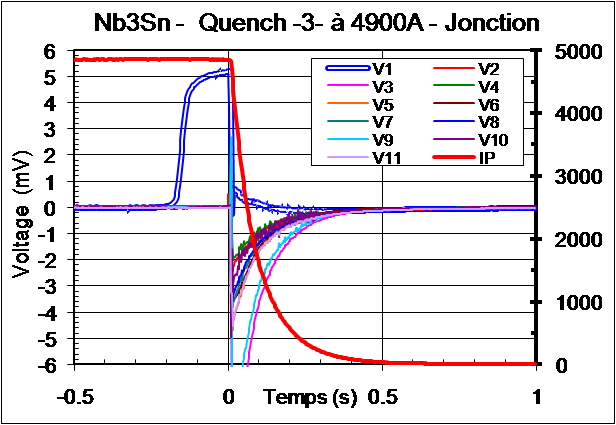 Nb3Sn - Quench -3- à 4900A - Jonction
6 5000
5
4 4000
3
2
1 3000
0
-1 2000
-2
-3
-4 1000
-5
-6 0
Voltage (mV)
V1 V2
V3 V4
V5 V6
V7 V8
V9 V10
V11 IP
-0.5 0 Temps (s) 0.5 1